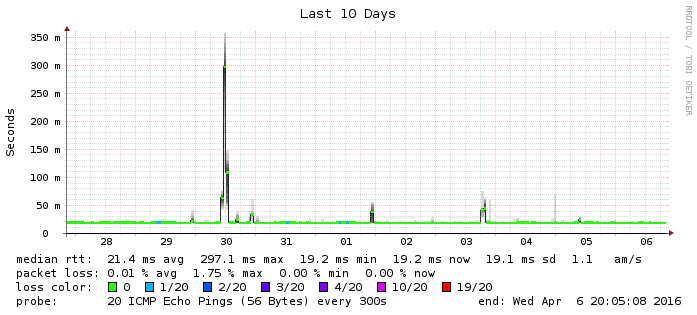 Last 10 Days
RRDTOOL / TOBI OETIKER
Seconds
350 m
300 m
250 m
200 m
150 m
100 m
50 m
0
28 29 30 31 01 02 03 04 05 06
median rtt: 21.4 ms avg 297.1 ms max 19.2 ms min 19.2 ms now 19.1 ms sd 1.1 am/s
packet loss: 0.01 % avg 1.75 % max 0.00 % min 0.00 % now
loss color: 0 1/20 2/20 3/20 4/20 10/20 19/20
probe: 20 ICMP Echo Pings (56 Bytes) every 300s end: Wed Apr 6 20:05:08 2016